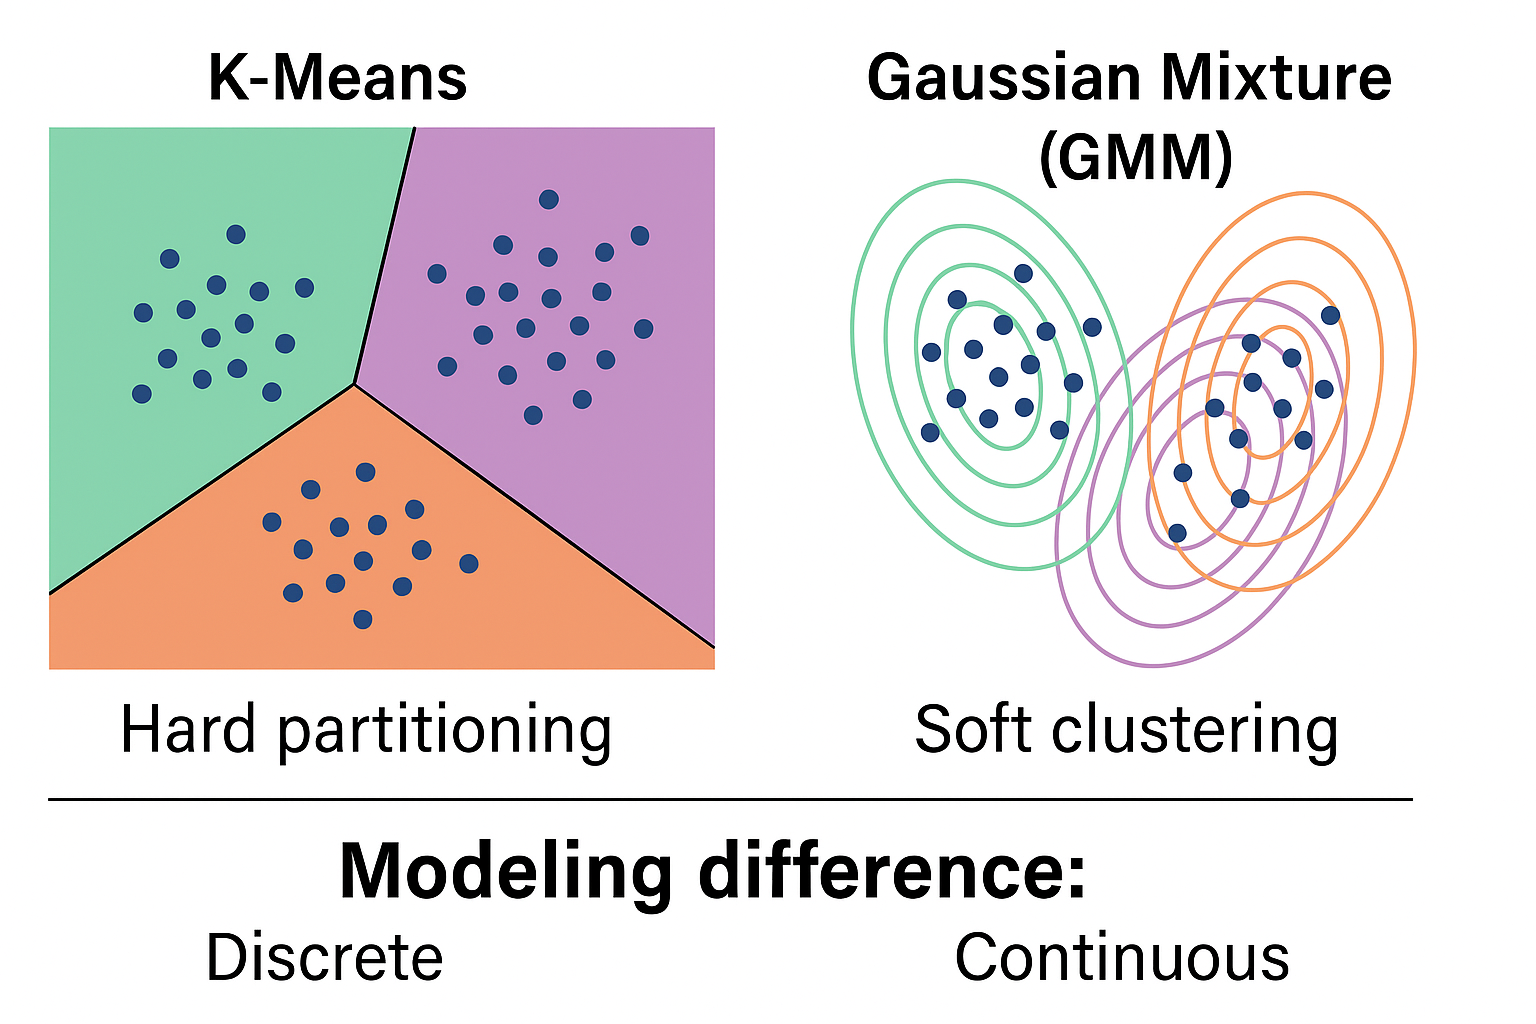 K-Means
Gaussian Mixture
(GMM)
Hard partitioning
Soft clustering
Modeling difference:
Discrete
Continuous